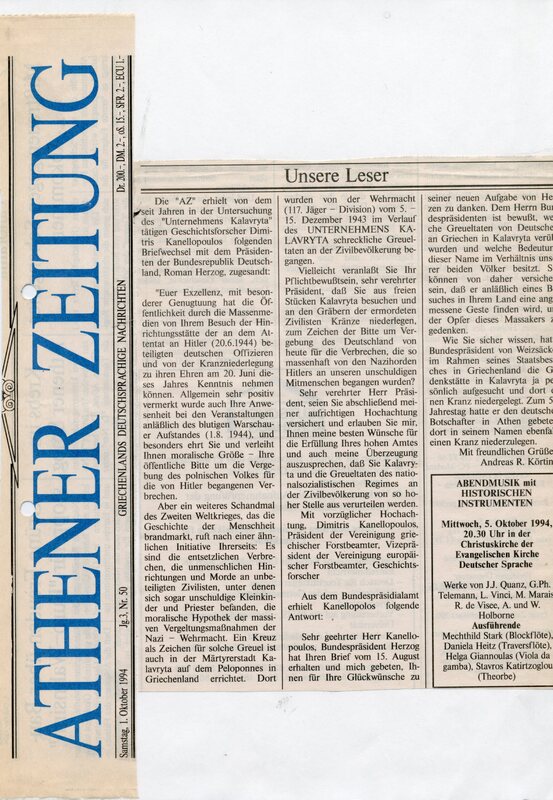 ATHENER ZEITUNG
GRIECHENLANDS DEUTSCHSPRACHIGE NACHRICHTEN
Samstag, 1. Oktober 1994
Jg.3, Nr. 50
Dr. 200.-, DM. 2.-, öS. 15.-, SFR. 2.-, ECU 1.-
Unsere Leser
Die "AZ" erhielt von dem
seit Jahren in der Untersuchung
des "Unternehmens Kalavryta"
tätigen Geschichtsforscher Dimi-
tris Kanellopoulos folgenden
Briefwechsel mit dem Präsiden-
ten der Bundesrepublik Deutsch-
land, Roman Herzog, zugesandt:
"Euer Exzellenz, mit beson-
derer Genugtuung hat die Öf-
fentlichkeit durch die Massenme-
dien von Ihrem Besuch der Hin-
richtungsstätte der an dem At-
tentat an Hitler (20.6.1944) be-
teiligten deutschen Offizieren
und von der Kranzniederlegung
zu ihren Ehren am 20. Juni die-
ses Jahres Kenntnis nehmen
können. Allgemein sehr positiv
vermerkt wurde auch Ihre Anwe-
senheit bei den Veranstaltungen
anläßlich des blutigen Warschau-
er Aufstandes (1.8. 1944), und
besonders ehrt Sie und verleiht
Ihnen moralische Größe - Ihre
öffentliche Bitte um die Verge-
bung des polnischen Volkes für
die von Hitler begangenen Ver-
brechen.
Aber ein weiteres Schandmal
des Zweiten Weltkrieges, das die
Geschichte der Menschheit
brandmarkt, ruft nach einer ähn-
lichen Initiative Ihrerseits: Es
sind die entsetzlichen Verbre-
chen, die unmenschlichen Hin-
richtungen und Morde an unbe-
teiligten Zivilisten, unter denen
sich sogar unschuldige Kleinkin-
der und Priester befanden, die
moralische Hypothek der massi-
ven Vergeltungsmaßnahmen der
Nazi - Wehrmacht. Ein Kreuz
als Zeichen für solche Greuel ist
auch in der Märtyrerstadt Ka-
lavryta auf dem Peloponnes in
Griechenland errichtet. Dort
wurden von der Wehrmacht
(117. Jäger - Division) vom 5. -
15. Dezember 1943 im Verlauf
des UNTERNEHMENS KA-
LAVRYTA schreckliche Greuel-
taten an der Zivilbevölkerung be-
gangen.
Vielleicht veranlaßt Sie Ihr
Pflichtbewußtsein, sehr verehrter
Präsident, daß Sie aus freien
Stücken Kalavryta besuchen und
an den Gräbern der ermordeten
Zivilisten Kränze niederlegen,
zum Zeichen der Bitte um Ver-
gebung des Deutschland von
heute für die Verbrechen, die so
massenhaft von den Nazihorden
Hitlers an unseren unschuldigen
Mitmenschen begangen wurden?
Sehr verehrter Herr Präsi-
dent, seien Sie abschließend mei-
ner aufrichtigen Hochachtung
versichert und erlauben Sie mir,
Ihnen meine besten Wünsche für
die Erfüllung Ihres hohen Amtes
und auch meine Überzeugung
auszusprechen, daß Sie Kalavry-
ta und die Greueltaten des natio-
nalsozialistischen Regimes an
der Zivilbevölkerung von so ho-
her Stelle aus verurteilen werden.
Mit vorzüglicher Hochach-
tung, Dimitris Kanellopoulos,
Präsident der Vereinigung grie-
chischer Forstbeamter, Vizeprä-
sident der Vereinigung europäi-
scher Forstbeamter, Geschichts-
forscher
Aus dem Bundespräsidialamt
erhielt Kanellopoulos folgende
Antwort:
Sehr geehrter Herr Kanello-
poulos, Bundespräsident Herzog
hat Ihren Brief vom 15. August
erhalten und mich gebeten, Ih-
nen für Ihre Glückwünsche zu
seiner neuen Aufgabe von Her
zen zu danken. Dem Herrn Bun
despräsidenten ist bewußt, we
che Greueltaten von Deutsche
an Griechen in Kalavryta verü
wurden und welche Bedeutun
dieser Name im Verhältnis uns
rer beiden Völker besitzt. S
können von daher versiche
sein, daß er anläßlich eines B
suches in Ihrem Land eine ang
messene Geste finden wird, un
der Opfer dieses Massakers z
gedenken.
Wie Sie sicher wissen, hat
Bundespräsident von Weizsäcke
im Rahmen seines Staatsbesu
ches in Griechenland die G
denkstätte in Kalavryta ja pe
sönlich aufgesucht und dort e
nen Kranz niedergelegt. Zum 5
Jahrestag hatte er den deutsche
Botschafter in Athen gebete
dort in seinem Namen ebenfa
einen Kranz niederzulegen.
Mit freundlichen Grüße
Andreas R. Körtin
ABENDMUSIK mit
HISTORISCHEN
INSTRUMENTEN
Mittwoch, 5. Oktober 1994,
20.30 Uhr in der
Christuskirche der
Evangelischen Kirche
Deutscher Sprache
Werke von J.J. Quanz, G.Ph.
Telemann, L. Vinci, M. Marais
R. de Visee, A. und W.
Holborne
Ausführende
Mechthild Stark (Blockflöte),
Daniela Heitz (Traversflöte),
Helga Giannoulas (Viola da
gamba), Stavros Katirtzoglou
(Theorbe)